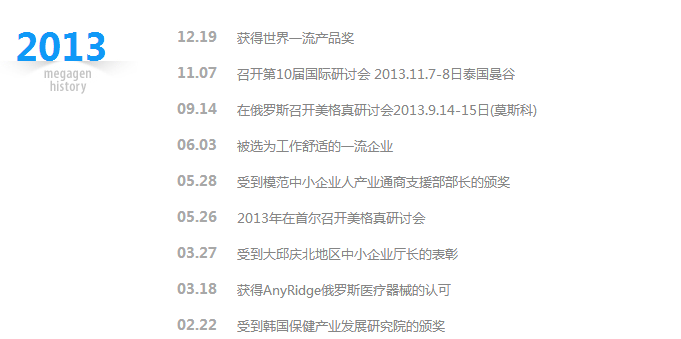 2013
megagen
history
12.19 获得世界一流产品奖
11.07 召开第10届国际研讨会 2013.11.7-8日泰国曼谷
09.14 在俄罗斯召开美格真研讨会2013.9.14-15日(莫斯科)
06.03 被选为工作舒适的一流企业
05.28 受到模范中小企业人产业通商支援部部长的颁奖
05.26 2013年在首尔召开美格真研讨会
03.27 受到大邱庆北地区中小企业厅长的表彰
03.18 获得AnyRidge俄罗斯医疗器械的认可
02.22 受到韩国保健产业发展研究院的颁奖